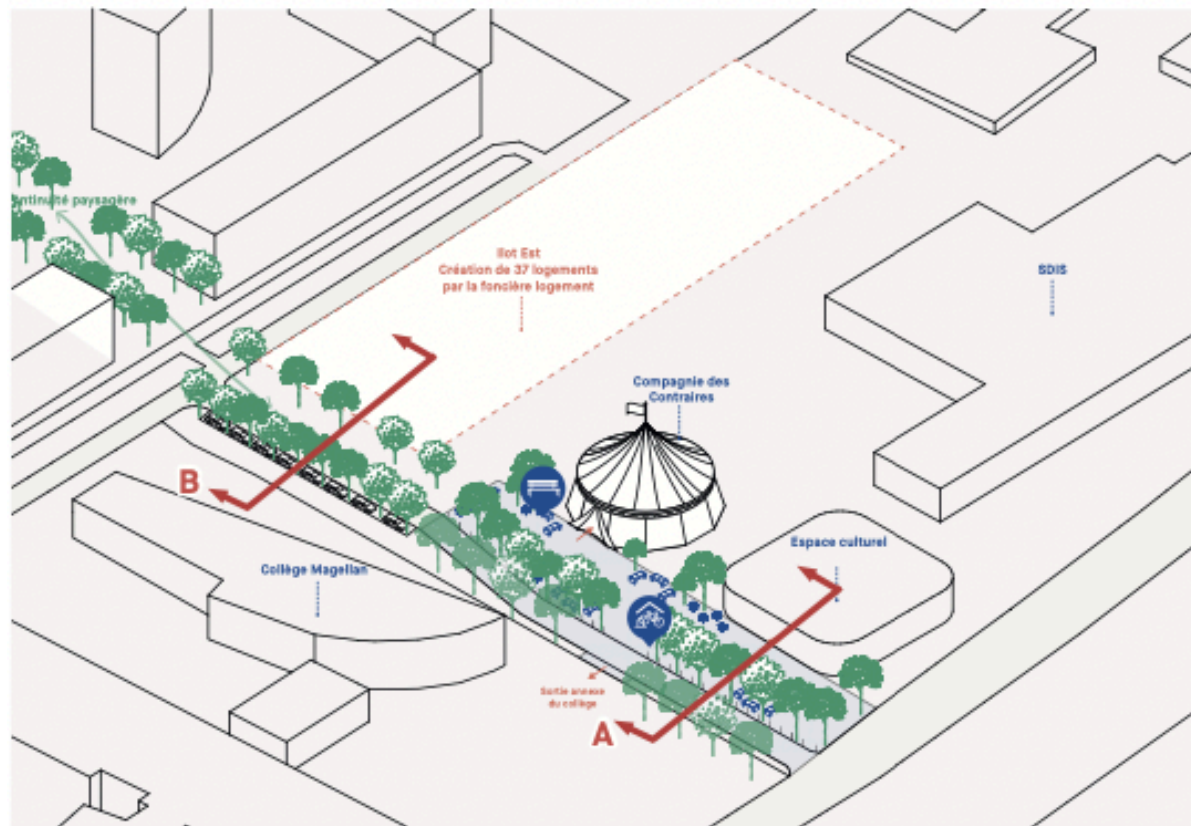 ntinuité paysagère
Ilot Est
Création de 37 logements
par la foncière logement
SDIS
Compagnie des
Contraires
B
Espace culturel
Collège Magellan
Sortie annexe
du collège
A